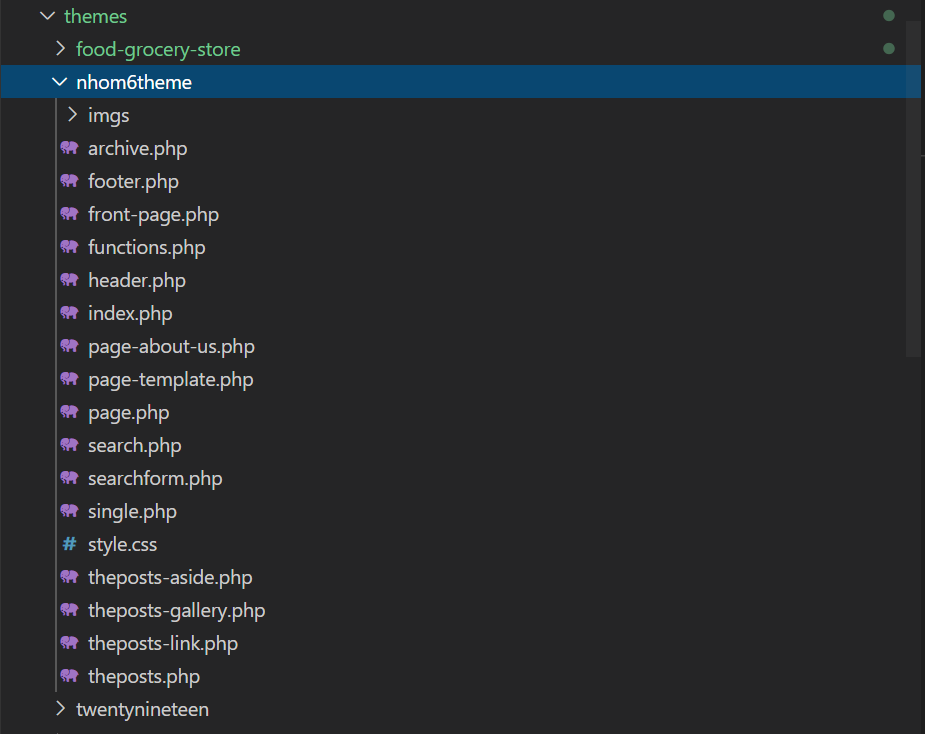 themes
food-grocery-store
nhom6theme
imgs
archive.php
footer.php
front-page.php
functions.php
header.php
index.php
page-about-us.php
page-template.php
page.php
search.php
searchform.php
single.php
# style.css
theposts-aside.php
theposts-gallery.php
theposts-link.php
theposts.php
twentynineteen